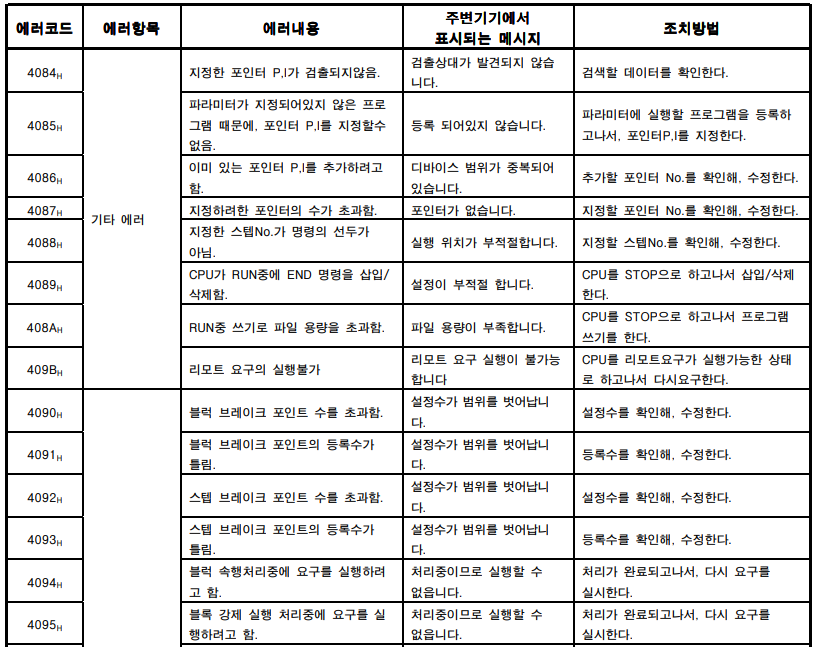 에러코드 에러항목 에러내용 주변기기에서 표시되는 메시지 조치방법
기타 에러
4084H
지정한 포인터 P,I가 검출되지않음.
검출상대가 발견되지 않습
니다.
검색할 데이터를 확인한다.
4085H
파라미터가 지정되어있지 않은 프로
그램 때문에, 포인터 P,I를 지정할수
없음.
등록 되어있지 않습니다.
파라미터에 실행할 프로그램을 등록하
고나서, 포인터P,I를 지정한다.
4086H
이미 있는 포인터 P,I를 추가하려고
함.
디바이스 범위가 중복되어
있습니다.
추가할 포인터 No.를 확인해, 수정한다.
4087H
지정하려한 포인터의 수가 초과함.
포인터가 없습니다.
지정할 포인터 No.를 확인해, 수정한다.
4088H
지정한 스텝No.가 명령의 선두가
아님.
실행 위치가 부적절합니다.
지정할 스텝No.를 확인해, 수정한다.
4089H
CPU가 RUN중에 END 명령을 삽입/
삭제함.
설정이 부적절 합니다.
CPU를 STOP으로 하고나서 삽입/삭제
한다.
408AH
RUN중 쓰기로 파일 용량을 초과함.
파일 용량이 부족합니다.
CPU를 STOP으로 하고나서 프로그램
쓰기를 한다.
409BH
리모트 요구의 실행불가
리모트 요구 실행이 불가능
합니다
CPU를 리모트요구가 실행가능한 상태
로 하고나서 다시요구한다.
4090H
블럭 브레이크 포인트 수를 초과함.
설정수가 범위를 벗어납니
다.
설정수를 확인해, 수정한다.
4091H
블럭 브레이크 포인트의 등록수가
틀림.
설정수가 범위를 벗어납니
다.
등록수를 확인해, 수정한다.
4092H
스텝 브레이크 포인트 수를 초과함.
설정수가 범위를 벗어납니
다.
설정수를 확인해, 수정한다.
4093H
스텝 브레이크 포인트의 등록수가
틀림.
설정수가 범위를 벗어납니
다.
등록수를 확인해, 수정한다.
4094H
블럭 속행처리중에 요구를 실행하려
고 함.
처리중이므로 실행할 수
없읍니다.
처리가 완료되고나서, 다시 요구를
실시한다.
4095H
블록 강제 실행 처리중에 요구를 실
행하려고 함.
처리중이므로 실행할 수
없읍니다.
처리가 완료되고나서, 다시 요구를
실시한다.